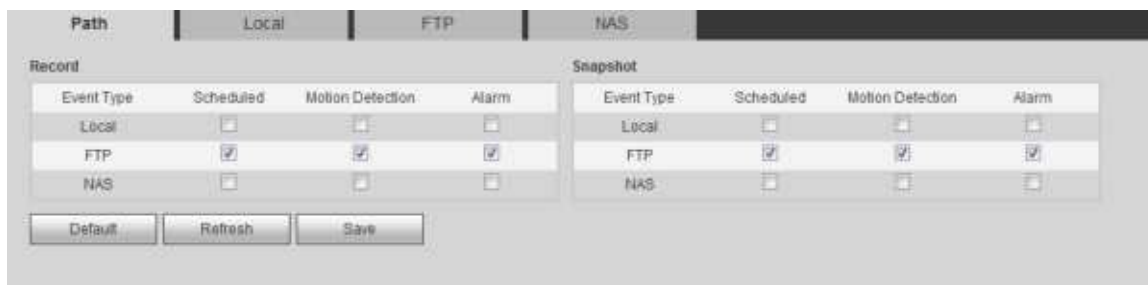 Path Local FTP NAS
Record
Event Type Scheduled Motion Detection Alarm
Local
FTP
NAS
Snapshot
Event Type Scheduled Motion Detection Alarm
Local
FTP
NAS
Default Refresh Save